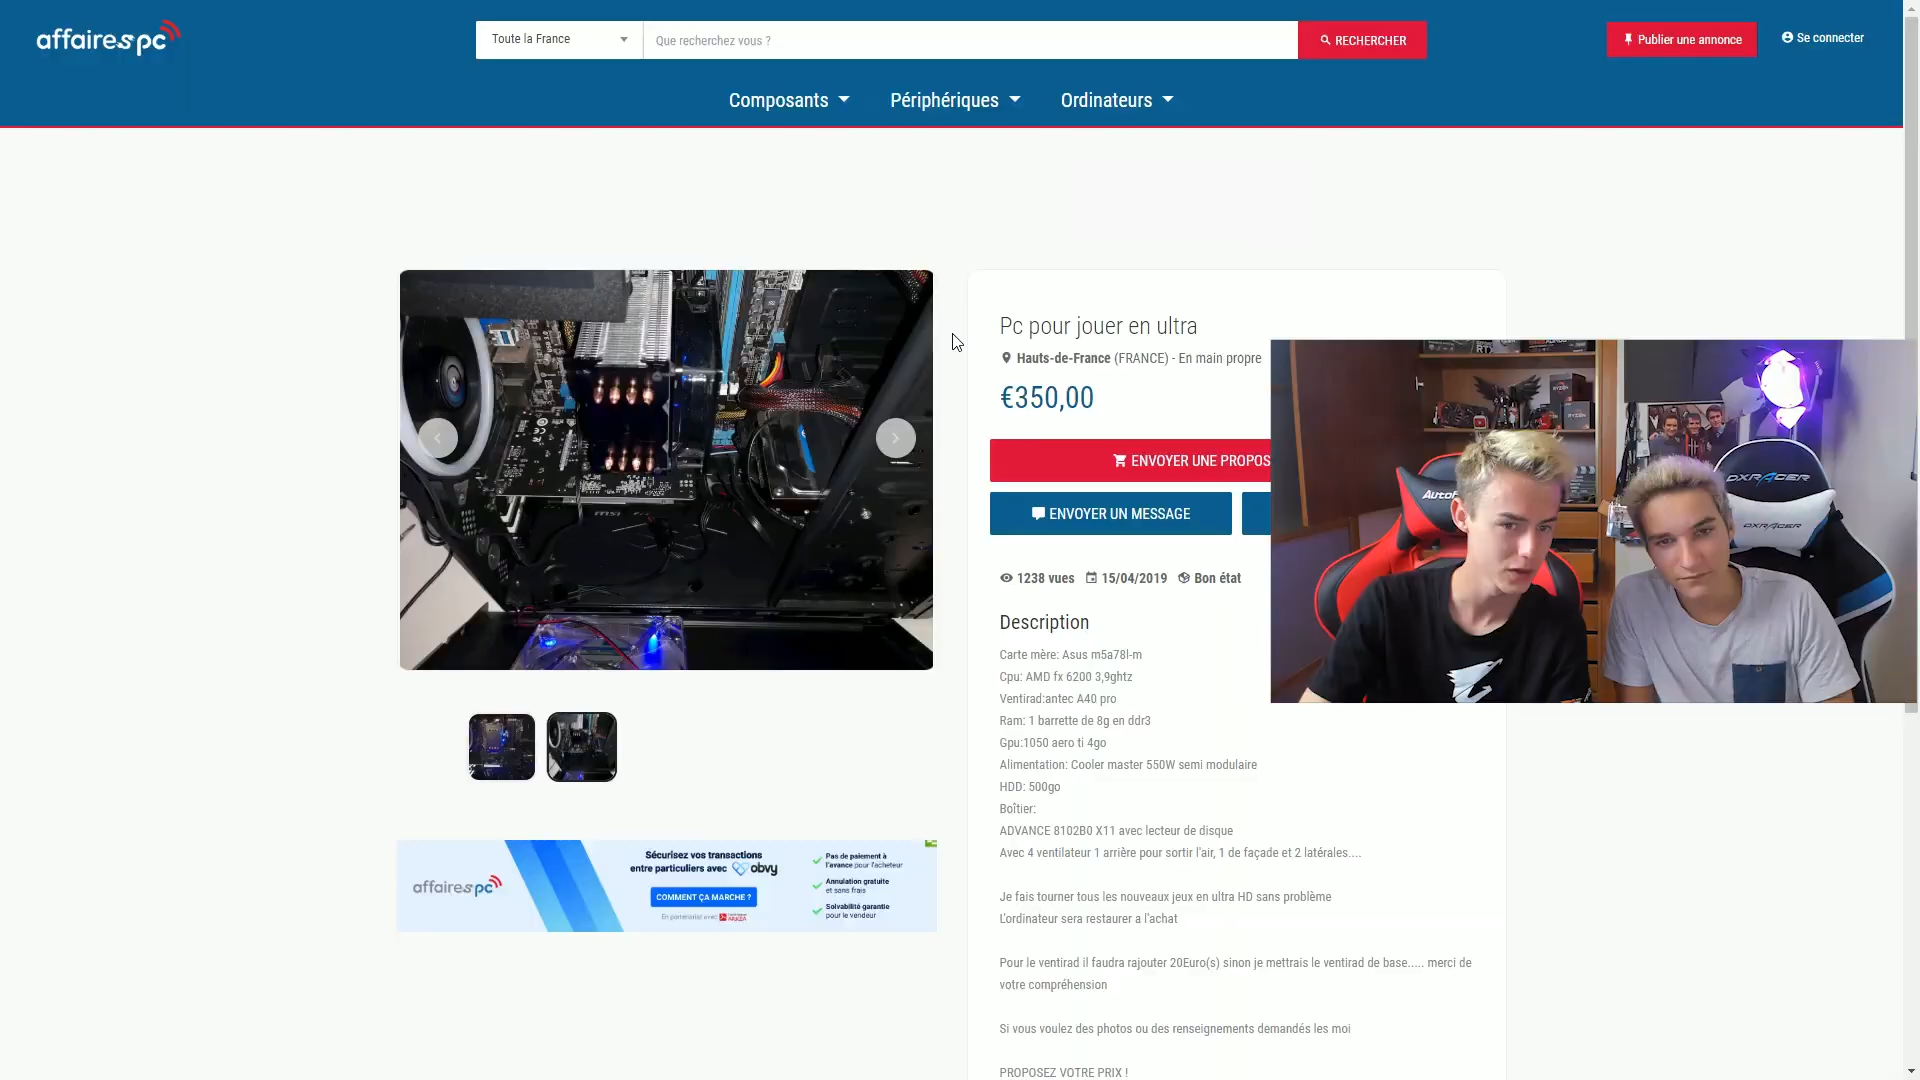 affairespc
Toute la France
Que recherchez vous ?
RECHERCHER
Publier une annonce
Se connecter
Composants
Périphériques
Ordinateurs
Pc pour jouer en ultra
Hauts-de-France (FRANCE) - En main propre
€350,00
ENVOYER UNE PROPOS
ENVOYER UN MESSAGE
1238 vues 15/04/2019 Bon état
Description
Carte mère: Asus m5a78l-m
Cpu: AMD fx 6200 3,9ghtz
Ventirad:antec A40 pro
Ram: 1 barrette de 8g en ddr3
Gpu:1050 aero ti 4go
Alimentation: Cooler master 550W semi modulaire
HDD: 500go
Boîtier:
ADVANCE 8102B0 X11 avec lecteur de disque
Avec 4 ventilateur 1 arrière pour sortir l'air, 1 de façade et 2 latérales....
Je fais tourner tous les nouveaux jeux en ultra HD sans problème
L'ordinateur sera restaurer a l'achat
Pour le ventirad il faudra rajouter 20Euro(s) sinon je mettrais le ventirad de base..... merci de
votre compréhension
Si vous voulez des photos ou des renseignements demandés les moi
PROPOSEZ VOTRE PRIX !
msi
affairespc
Sécurisez vos transactions
entre particuliers avec obvy
COMMENT ÇA MARCHE ?
En partenariat avec ARKEA
Pas de paiement à
l'avance pour l'acheteur
Annulation gratuite
et sans frais
Solvabilité garantie
pour le vendeur
DXRACER
DXRACER
RYZEN